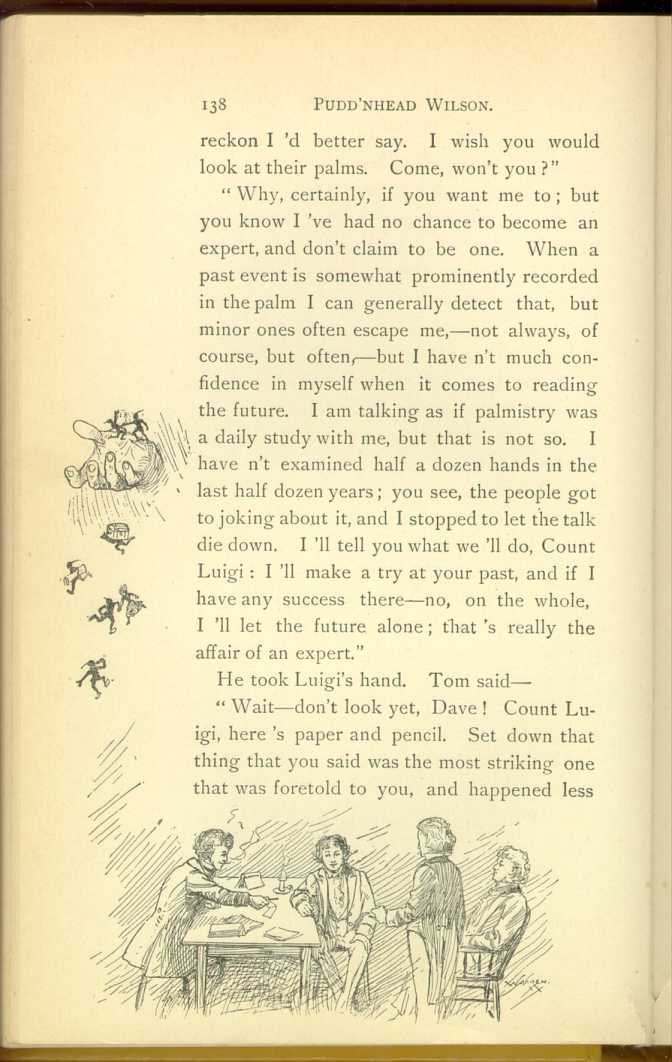 138 PUDD'NHEAD WILSON.
reckon I 'd better say. I wish you would
look at their palms. Come, won't you?"
"Why, certainly, if you want me to; but
you know I 've had no chance to become an
expert, and don't claim to be one. When a
past event is somewhat prominently recorded
in the palm I can generally detect that, but
minor ones often escape me,—not always, of
course, but often,—but I have n't much con-
fidence in myself when it comes to reading
the future. I am talking as if palmistry was
a daily study with me, but that is not so. I
have n't examined half a dozen hands in the
last half dozen years; you see, the people got
to joking about it, and I stopped to let the talk
die down. I 'll tell you what we 'll do, Count
Luigi: I 'll make a try at your past, and if I
have any success there—no, on the whole,
I 'll let the future alone; that 's really the
affair of an expert."
He took Luigi's hand. Tom said—
"Wait—don't look yet, Dave! Count Lu-
igi, here 's paper and pencil. Set down that
thing that you said was the most striking one
that was foretold to you, and happened less